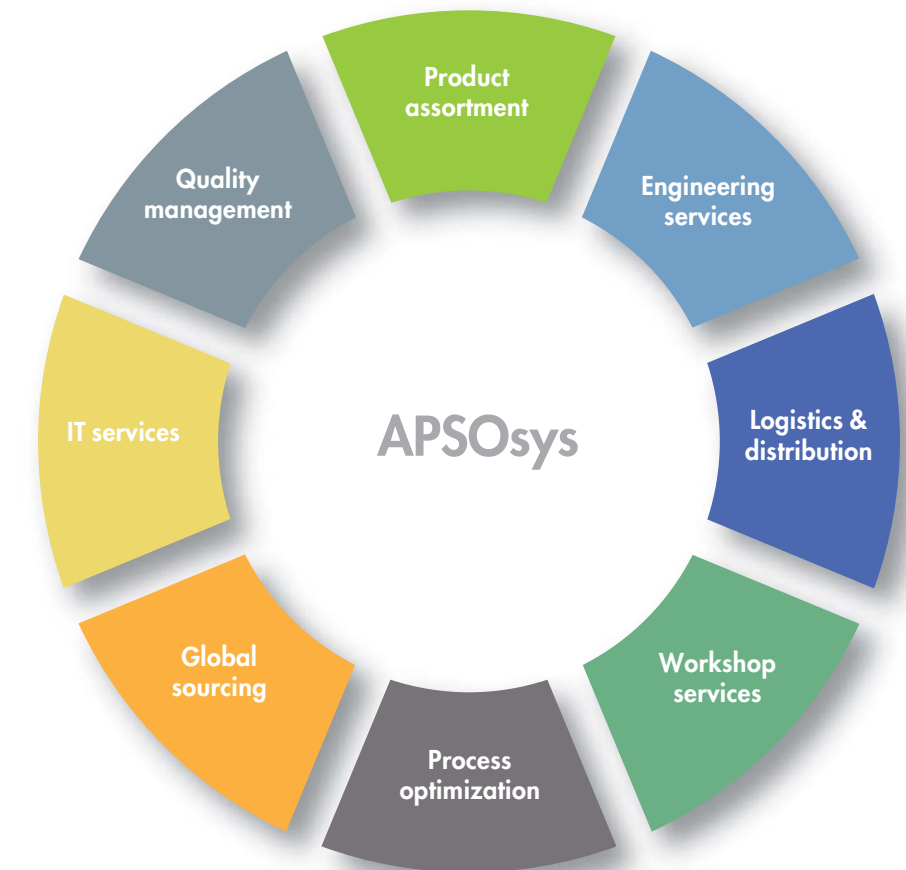 Product
assortment
Engineering
services
Logistics &
distribution
Workshop
services
Process
optimization
Global
sourcing
IT services
Quality
management
APSOsys